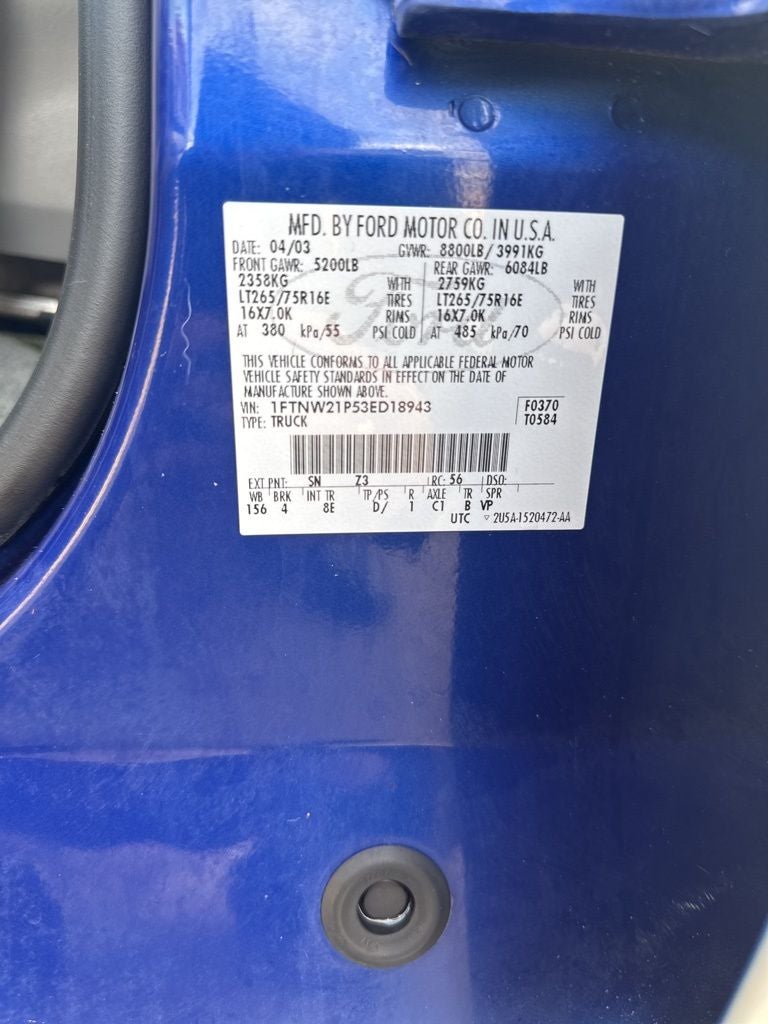 MFD. BY FORD MOTOR CO. IN U.S.A.
DATE: 04/03 GVWR: 8800LB/ 3991KG
FRONT GAWR: 5200LB REAR GAWR: 6084LB
2358KG WITH 2759KG WITH
LT265/75R16E TIRES LT265/75R16E TIRES
16X7.0K RIMS 16X7.0K RIMS
AT 380 kPa/55 PSI COLD AT 485 kPa/70 PSI COLD
THIS VEHICLE CONFORMS TO ALL APPLICABLE FEDERAL MOTOR
VEHICLE SAFETY STANDARDS IN EFFECT ON THE DATE OF
MANUFACTURE SHOWN ABOVE.
VIN: 1FTNW21P53ED18943 F0370
TYPE: TRUCK T0584
EXT PNT: SN Z3 RC: 56 DSO:
WB BRK INT TR TP/PS R AXLE TR SPR
156 4 8E D/ 1 C1 B VP
UTC ▽ 2U5A-1520472-AA
Ford